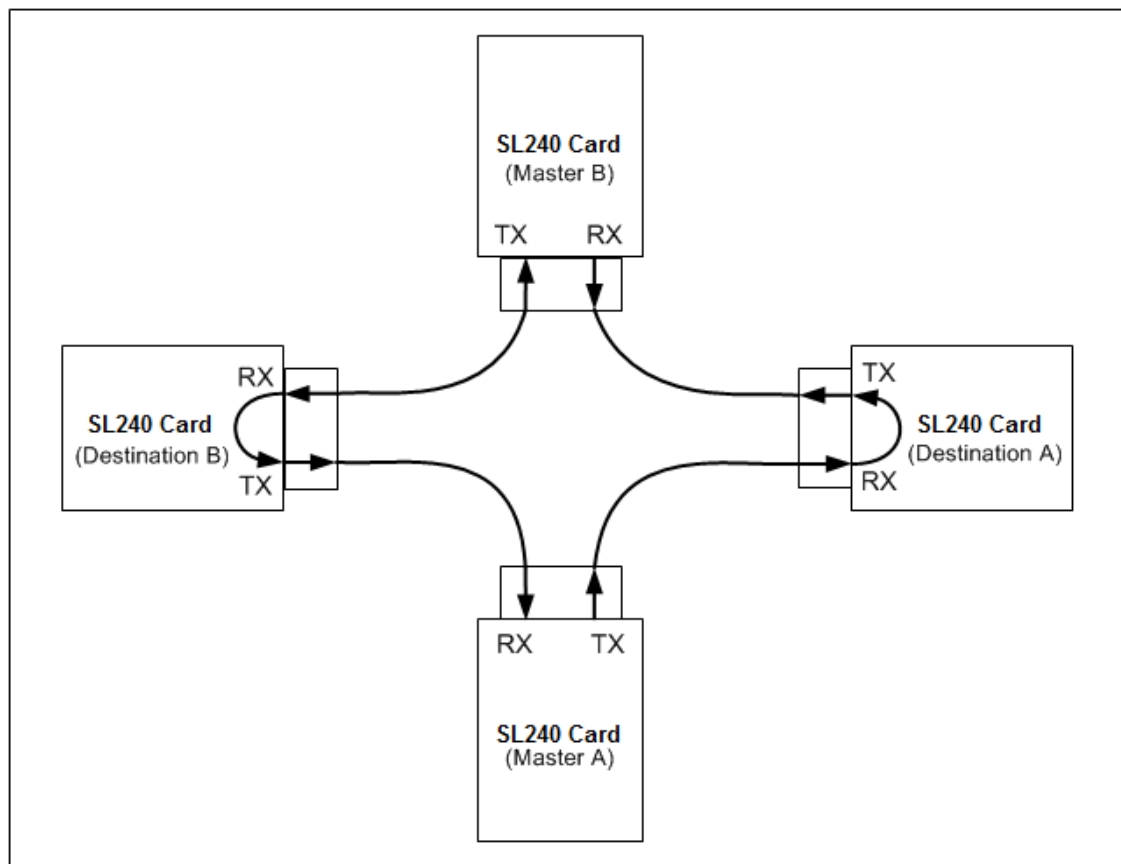 SL240 Card
(Master B)
TX RX
RX
SL240 Card
(Destination B)
TX
TX
SL240 Card
(Destination A)
RX
RX TX
SL240 Card
(Master A)